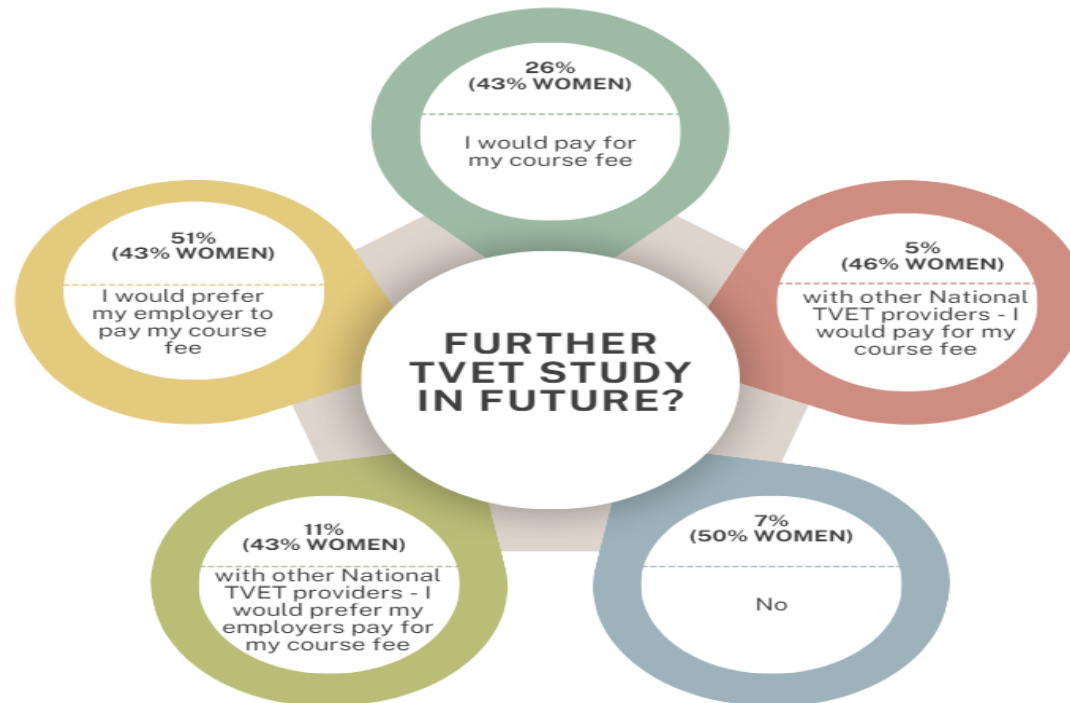 26%
(43% WOMEN)
I would pay for
my course fee
51%
(43% WOMEN)
I would prefer
my employer to
pay my course
fee
5%
(46% WOMEN)
with other National
TVET providers - I
would pay for my
course fee
FURTHER
TVET STUDY
IN FUTURE?
11%
(43% WOMEN)
with other National
TVET providers - I
would prefer my
employers pay for
my course fee
7%
(50% WOMEN)
No